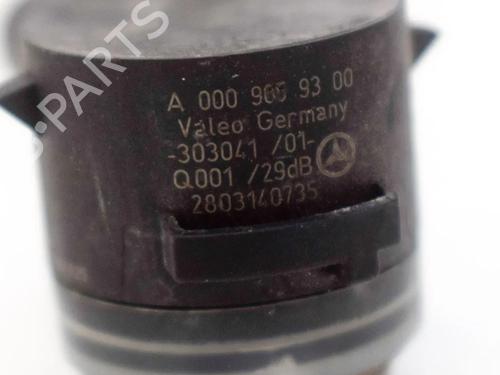 A 000 905 93 00
Valeo Germany
-303041 /01-
Q001 /29dB
2803140735
PARTS